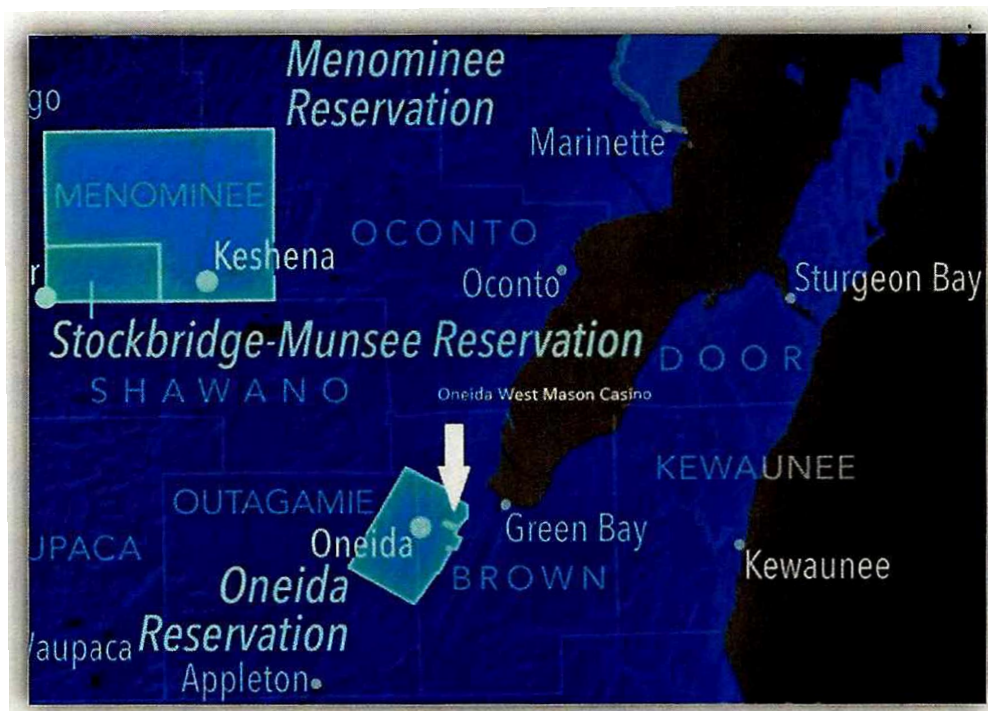 Menominee
Reservation
go
Marinette
MENOMINEE
OCONTO
Keshena
r
Oconto
Sturgeon Bay
Stockbridge-Munsee Reservation
DOOR
SHAWANO
Oneida West Mason Casino
KEWAUNEE
OUTAGAMIE
Green Bay
Oneida
UPACA
BROWN
Kewaunee
Oneida
Reservation
Vaupaca
Appleton